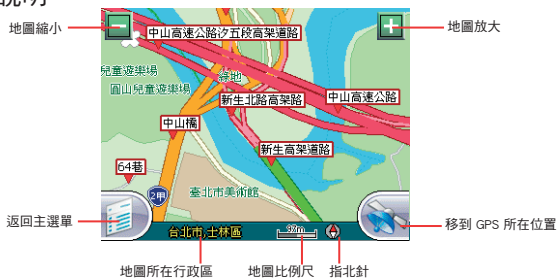 說明
地圖縮小
地圖放大
中山高速公路汐五段高架道路
兒童遊樂場
圓山兒童遊樂場
綠地
新生北路高架路
中山高速公路
中山橋
新生高架道路
64巷
2甲
臺北市美術館
返回主選單
移到 GPS 所在位置
台北市,士林區
92m
地圖所在行政區
地圖比例尺
指北針